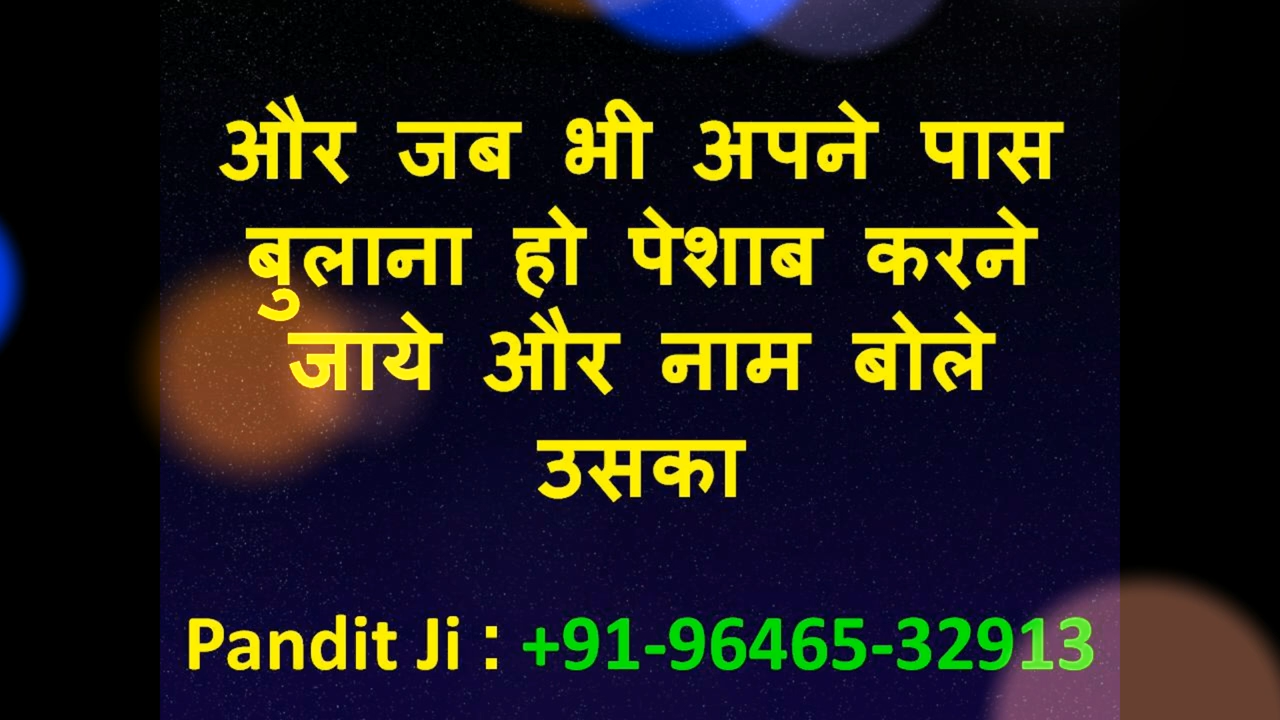 और जब भी अपने पास
बुलाना हो पेशाब करने
जाये और नाम बोले
उसका
Pandit Ji : +91-96465-32913